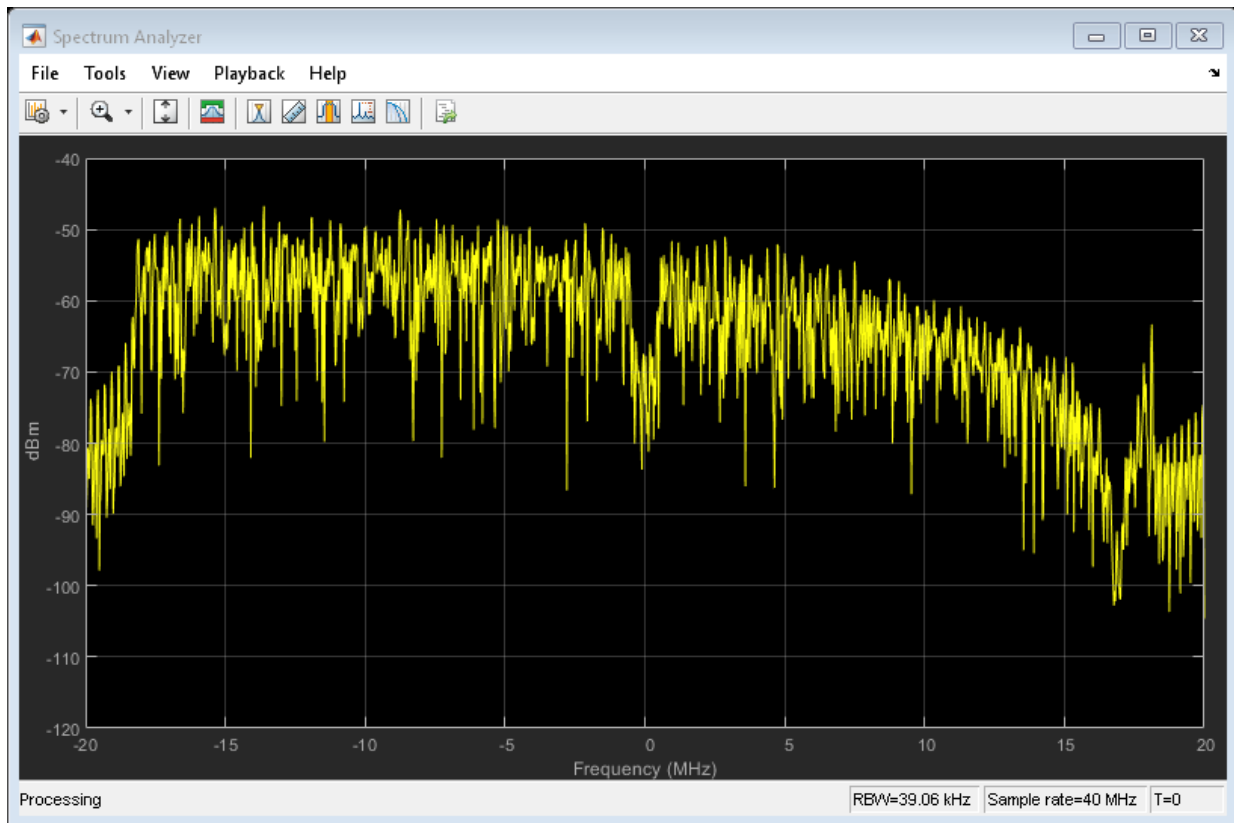 Spectrum Analyzer
File Tools View Playback Help
-40
-50
-60
-70
-80
-90
-100
-110
-120
dBm
-20 -15 -10 -5 0 5 10 15 20
Frequency (MHz)
Processing RBW=39.06 kHz Sample rate=40 MHz T=0